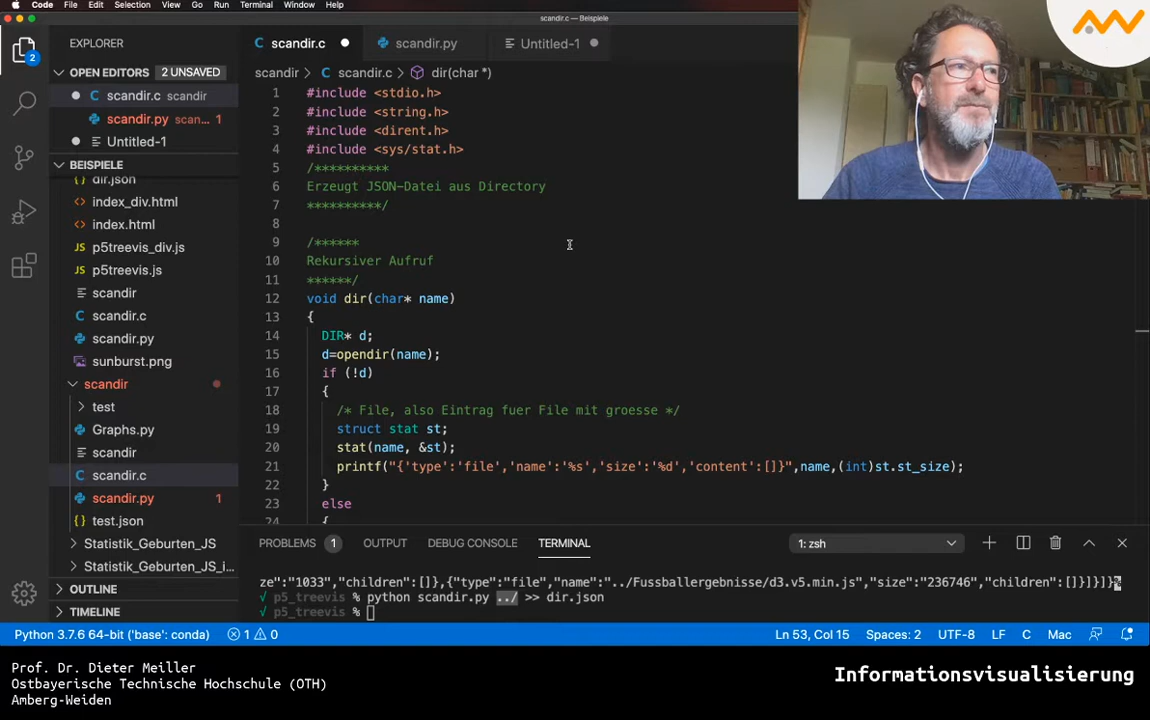 Code File Edit Selection View Go Run Terminal Window Help
scandir.c — Beispiele
EXPLORER
scandir.c
scandir.py
Untitled-1
OPEN EDITORS 2 UNSAVED
scandir > C scandir.c > dir(char *)
C scandir.c scandir
scandir.py scan... 1
Untitled-1
BEISPIELE
dir.json
index_div.html
index.html
JS p5treevis_div.js
JS p5treevis.js
scandir
C scandir.c
scandir.py
sunburst.png
scandir
test
Graphs.py
scandir
C scandir.c
scandir.py 1
test.json
Statistik_Geburten_JS
Statistik_Geburten_JS_i...
OUTLINE
TIMELINE
2
1 #include <stdio.h>
2 #include <string.h>
3 #include <dirent.h>
4 #include <sys/stat.h>
5 /**********
6 Erzeugt JSON-Datei aus Directory
7 **********/
8
9 /******
10 Rekursiver Aufruf
11 ******/
12 void dir(char* name)
13 {
14 DIR* d;
15 d=opendir(name);
16 if (!d)
17 {
18 /* File, also Eintrag fuer File mit groesse */
19 struct stat st;
20 stat(name, &st);
21 printf("{'type':'file','name':'%s','size':'%d','content':[]}",name,(int)st.st_size);
22 }
23 else
24 {
PROBLEMS 1 OUTPUT DEBUG CONSOLE TERMINAL 1: zsh
ze":"1033","children":[]},{"type":"file","name":"../Fussballergebnisse/d3.v5.min.js","size":"236746","children":[]}]}]}%
√ p5_treevis % python scandir.py ../ >> dir.json
√ p5_treevis %
Python 3.7.6 64-bit ('base': conda) 1 0 Ln 53, Col 15 Spaces: 2 UTF-8 LF C Mac
Prof. Dr. Dieter Meiller
Ostbayerische Technische Hochschule (OTH)
Amberg-Weiden
Informationsvisualisierung